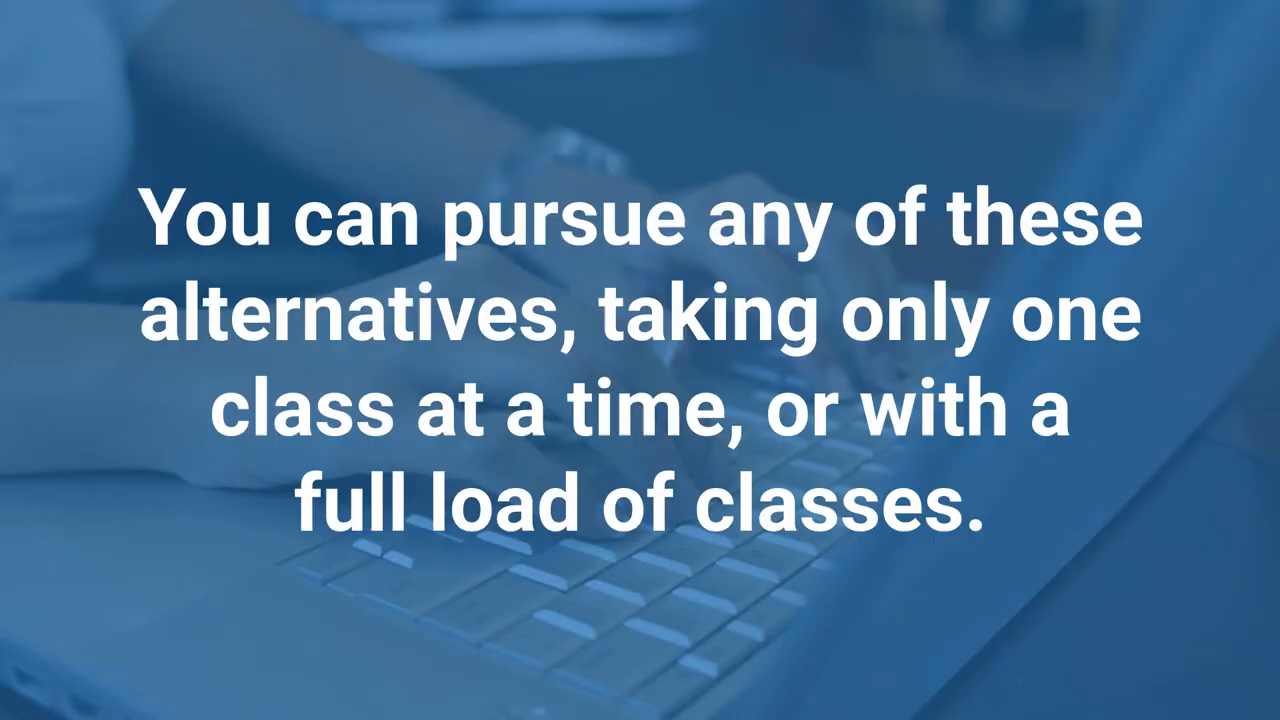 You can pursue any of these
alternatives, taking only one
class at a time, or with a
full load of classes.